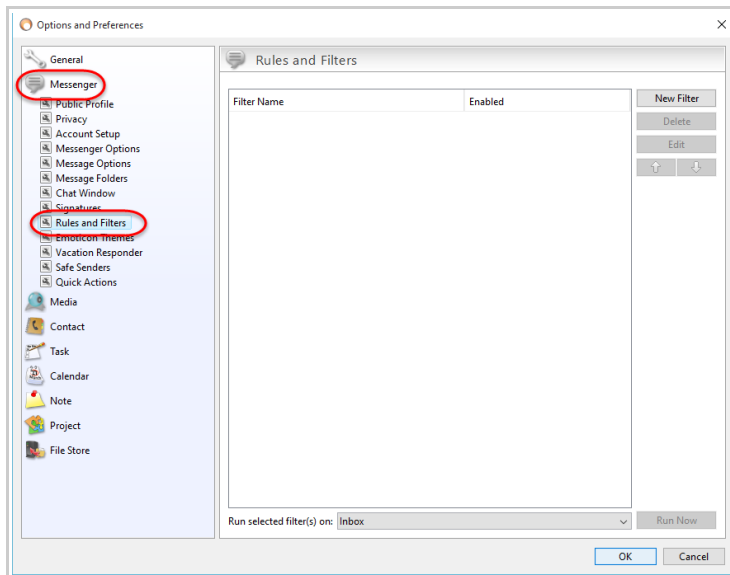 Options and Preferences
General
Messenger
Public Profile
Privacy
Account Setup
Messenger Options
Message Options
Message Folders
Chat Window
Signatures
Rules and Filters
Emoticon Themes
Vacation Responder
Safe Senders
Quick Actions
Media
Contact
Task
Calendar
Note
Project
File Store
Rules and Filters
Filter Name Enabled
New Filter
Delete
Edit
Run selected filter(s) on: Inbox
Run Now
OK Cancel